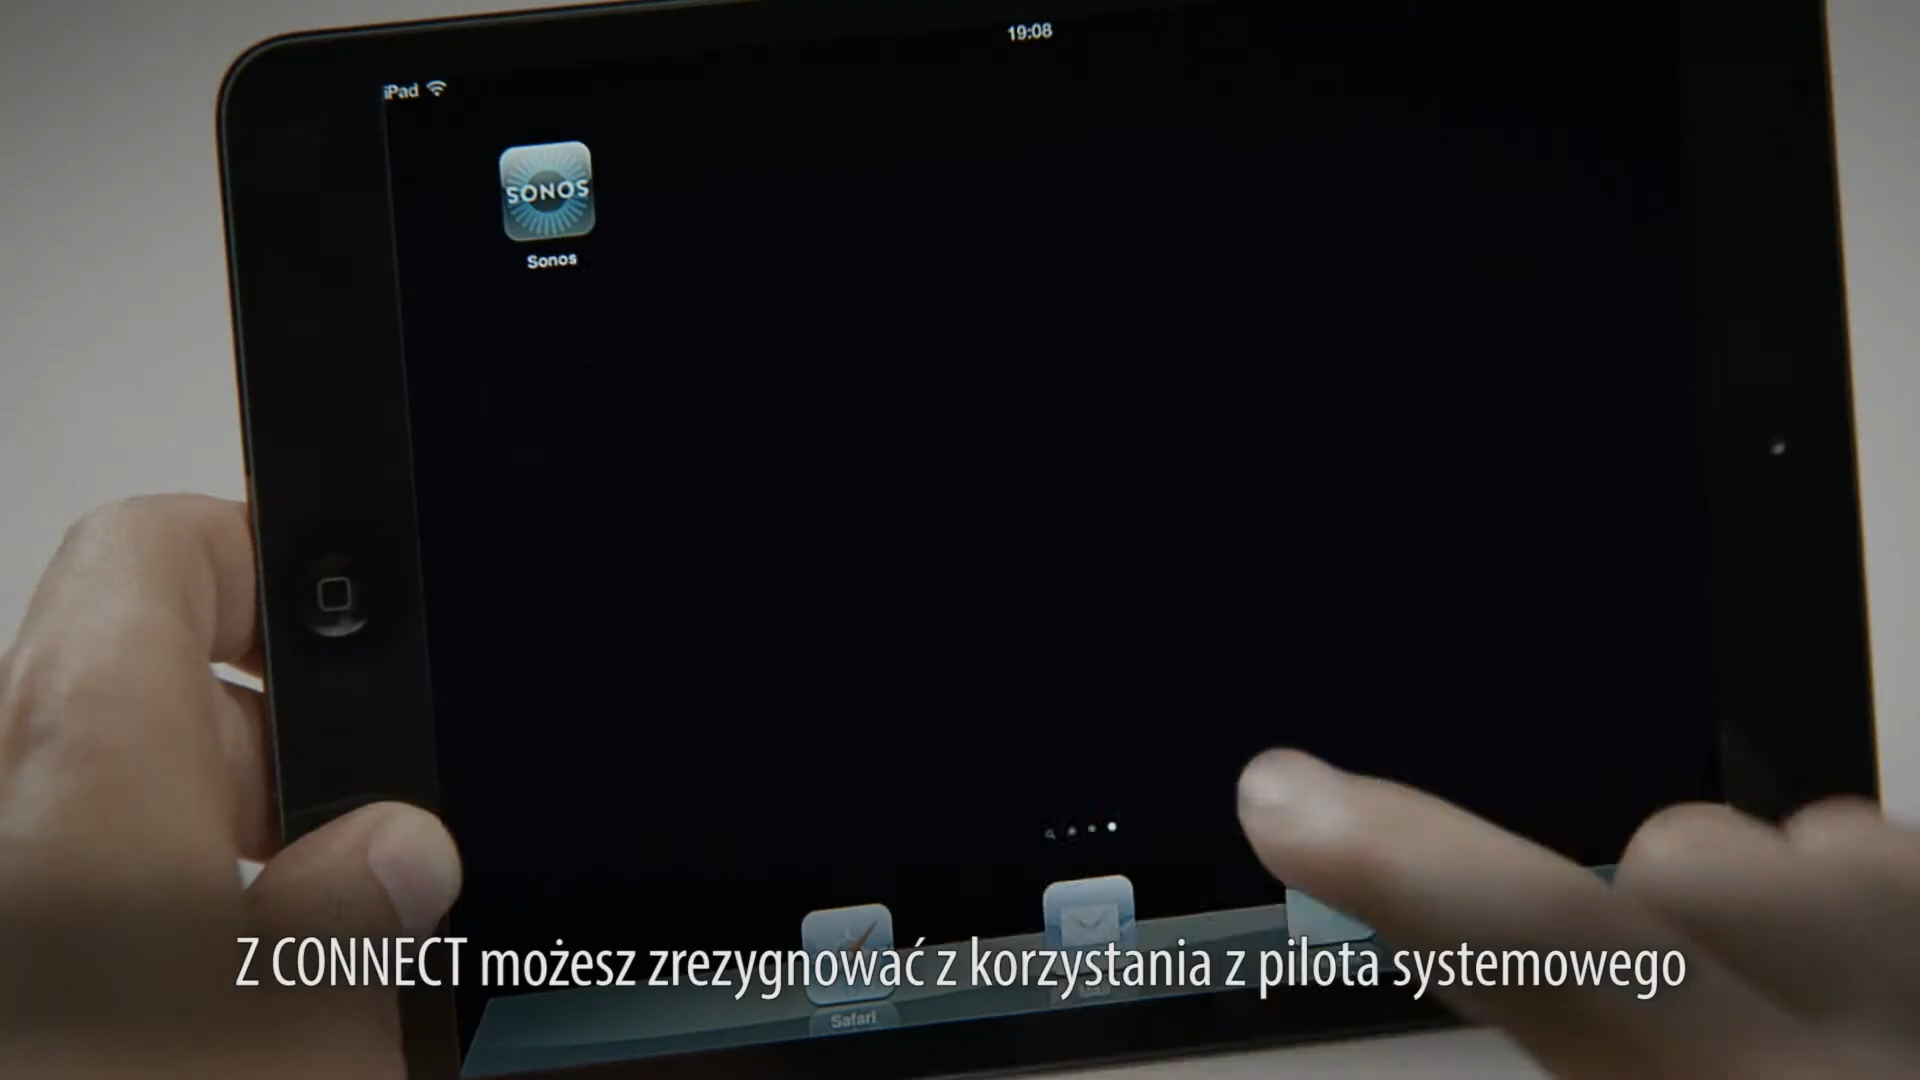 19:08
iPad
SONOS
Sonos
Z CONNECT możesz zrezygnować z korzystania z pilota systemowego
Safari